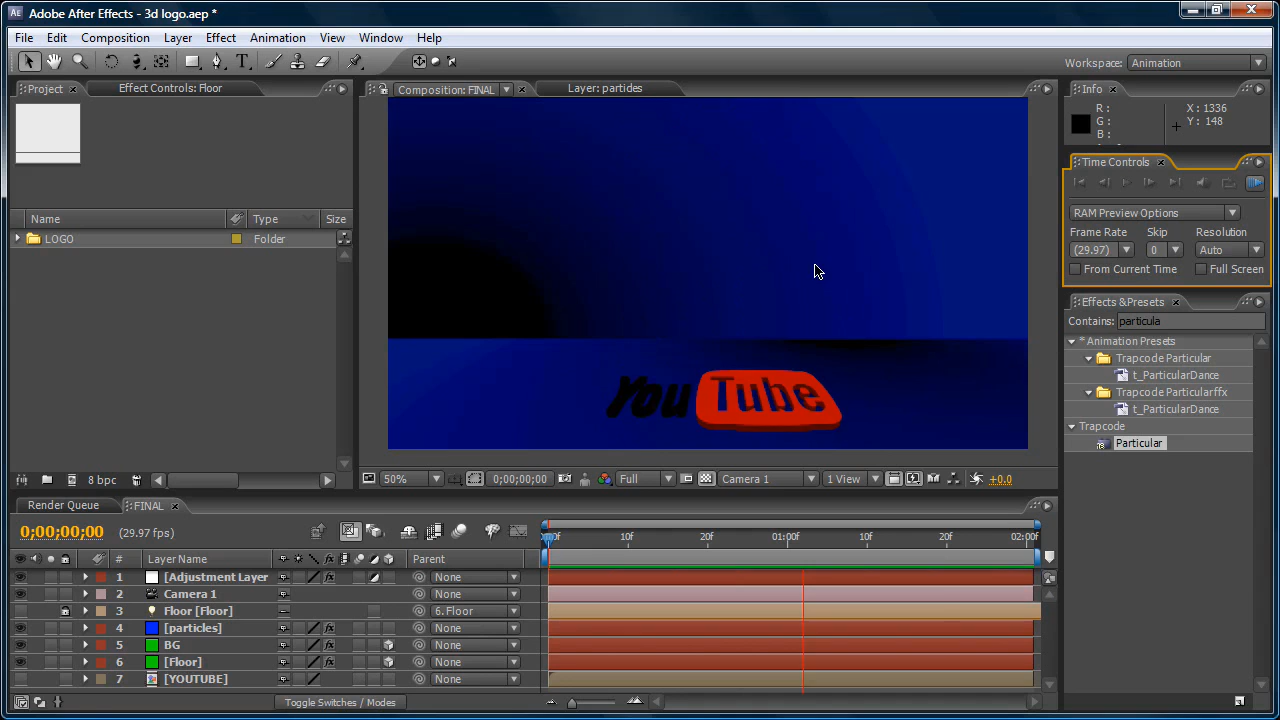 Adobe After Effects - 3d logo.aep *
File Edit Composition Layer Effect Animation View Window Help
Workspace: Animation
Project Effect Controls: Floor
Composition: FINAL Layer: partides
Info
R :
G :
B :
X : 1336
Y : 148
Time Controls
RAM Preview Options
Frame Rate Skip Resolution
(29.97) 0 Auto
From Current Time Full Screen
Name Type Size
LOGO Folder
Effects &Presets
Contains: particula
* Animation Presets
Trapcode Particular
t_ParticularDance
Trapcode Particularffx
t_ParticularDance
Trapcode
Particular
YouTube
8 bpc
50% 0;00;00;00 Full Camera 1 1 View +0.0
Render Queue FINAL
0;00;00;00 (29.97 fps)
00f 10f 20f 01:00f 10f 20f 02:00f
# Layer Name Parent
1 [Adjustment Layer None
2 Camera 1 None
3 Floor [Floor] 6.Floor
4 [particles] None
5 BG None
6 [Floor] None
7 [YOUTUBE] None
Toggle Switches / Modes